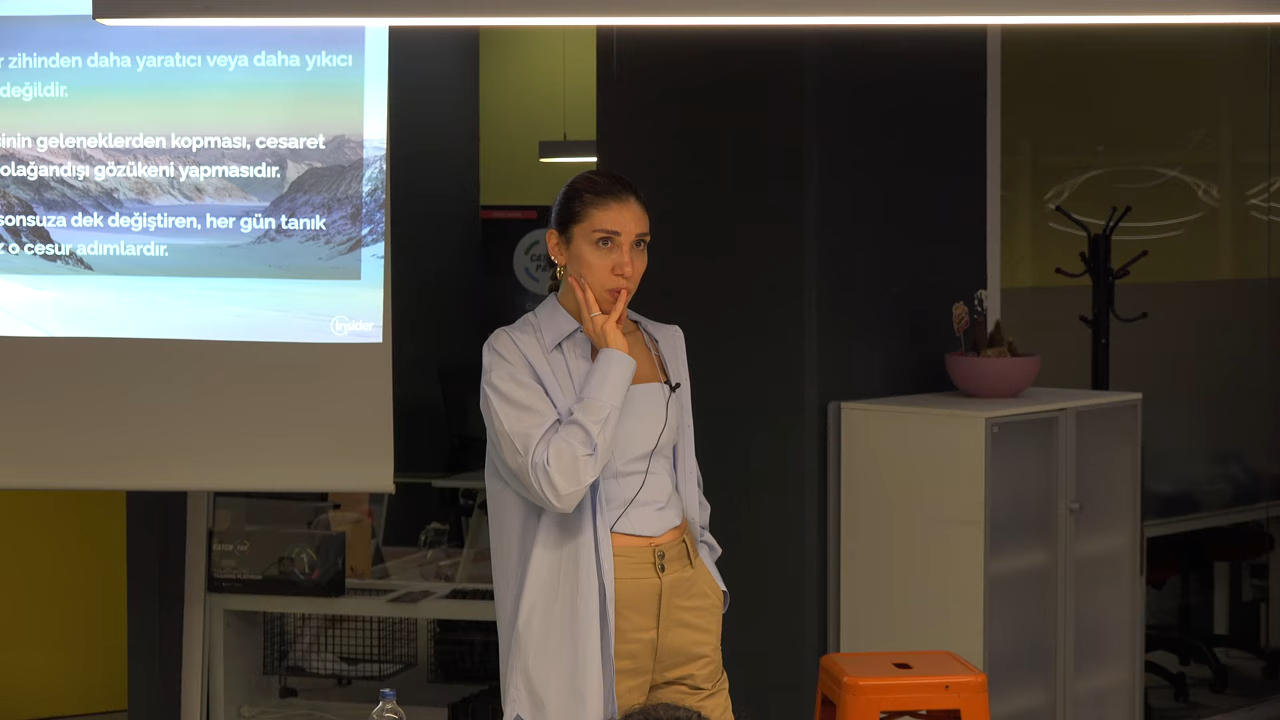 zihinden daha yaratıcı veya daha yıkıcı
değildir.
geleneklerden kopması, cesaret
olağandışı gözükeni yapmasıdır.
sonsuza dek değiştiren, her gün tanık
o cesur adımlardır.
insider